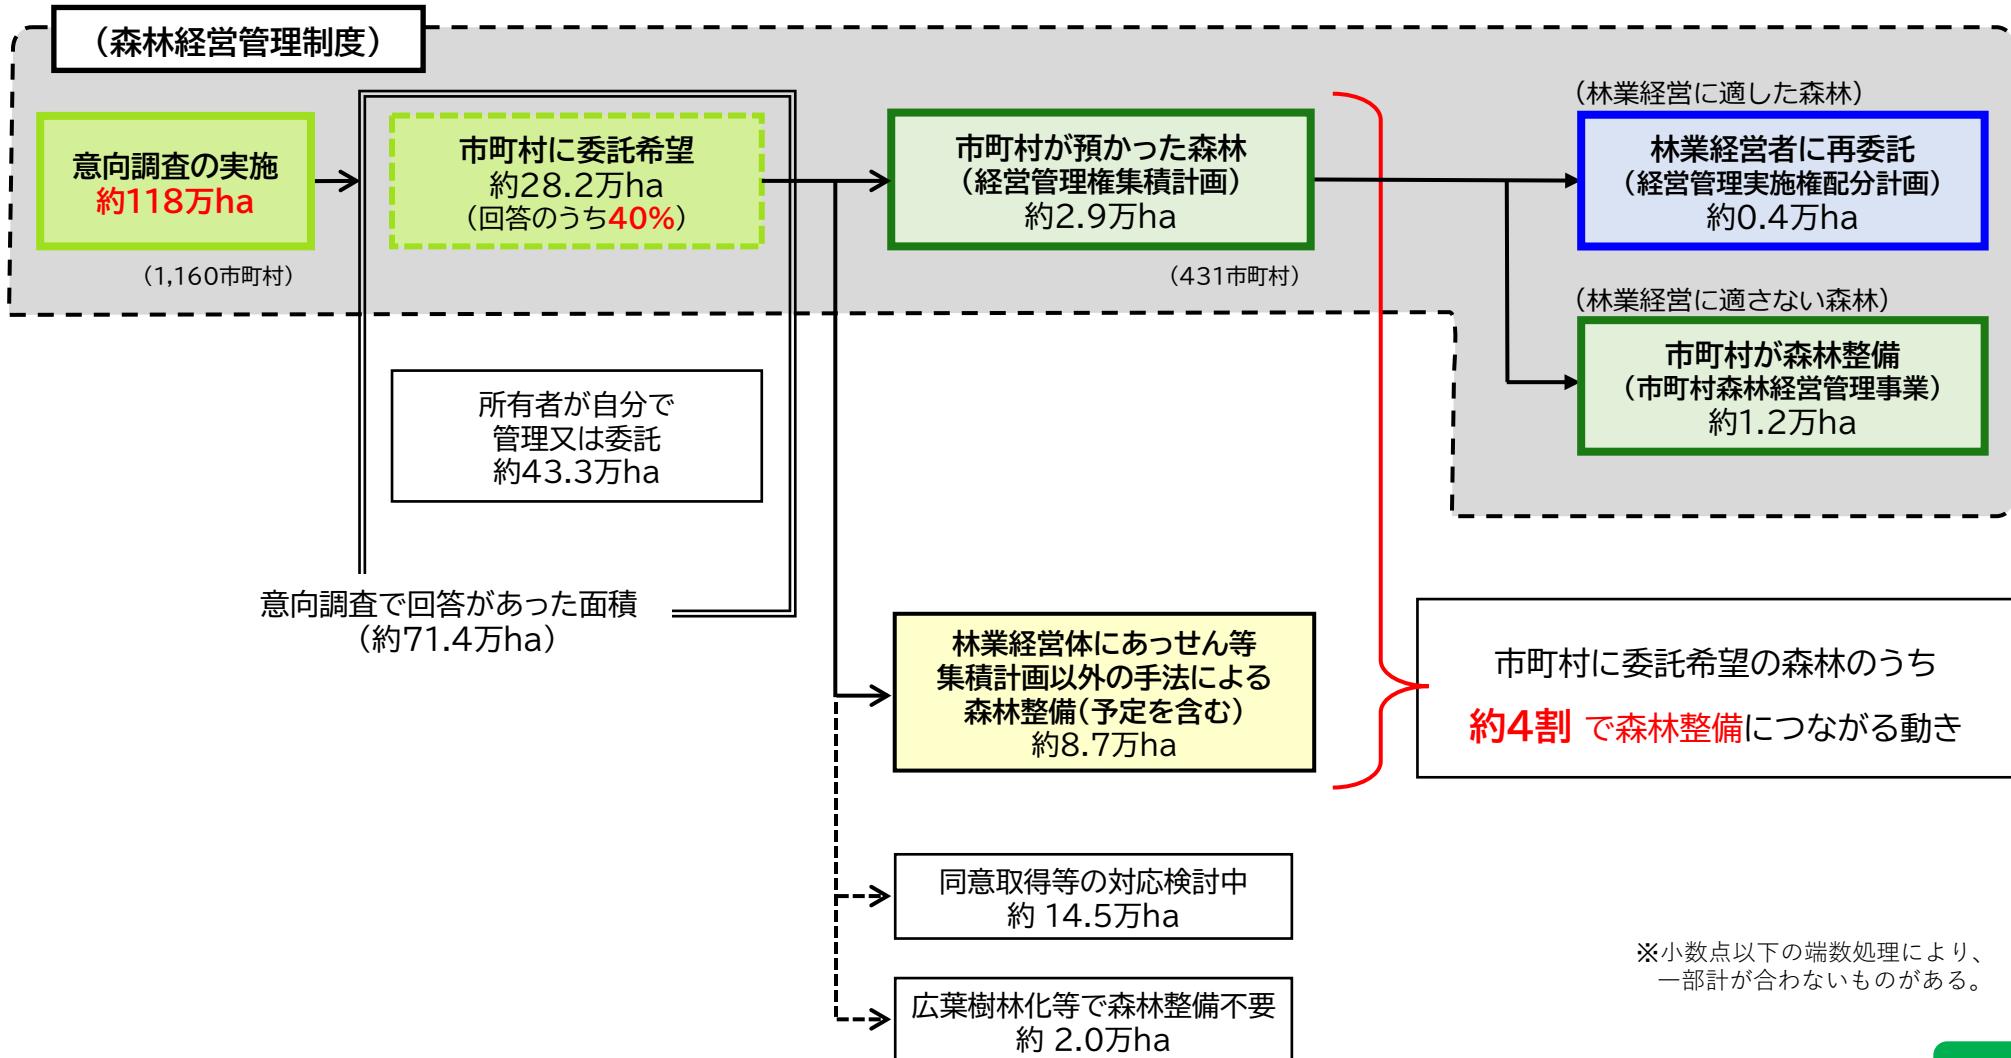 （森林経営管理制度）
意向調査の実施
約118万ha
（1,160市町村）
市町村に委託希望
約28.2万ha
（回答のうち40%）
所有者が自分で
管理又は委託
約43.3万ha
意向調査で回答があった面積
（約71.4万ha）
市町村が預かった森林
（経営管理権集積計画）
約2.9万ha
（431市町村）
林業経営体にあっせん等
集積計画以外の手法による
森林整備（予定を含む）
約8.7万ha
同意取得等の対応検討中
約 14.5万ha
広葉樹林化等で森林整備不要
約 2.0万ha
（林業経営に適した森林）
林業経営者に再委託
（経営管理実施権配分計画）
約0.4万ha
（林業経営に適さない森林）
市町村が森林整備
（市町村森林経営管理事業）
約1.2万ha
市町村に委託希望の森林のうち
約4割 で森林整備につながる動き
※小数点以下の端数処理により、
一部計が合わないものがある。